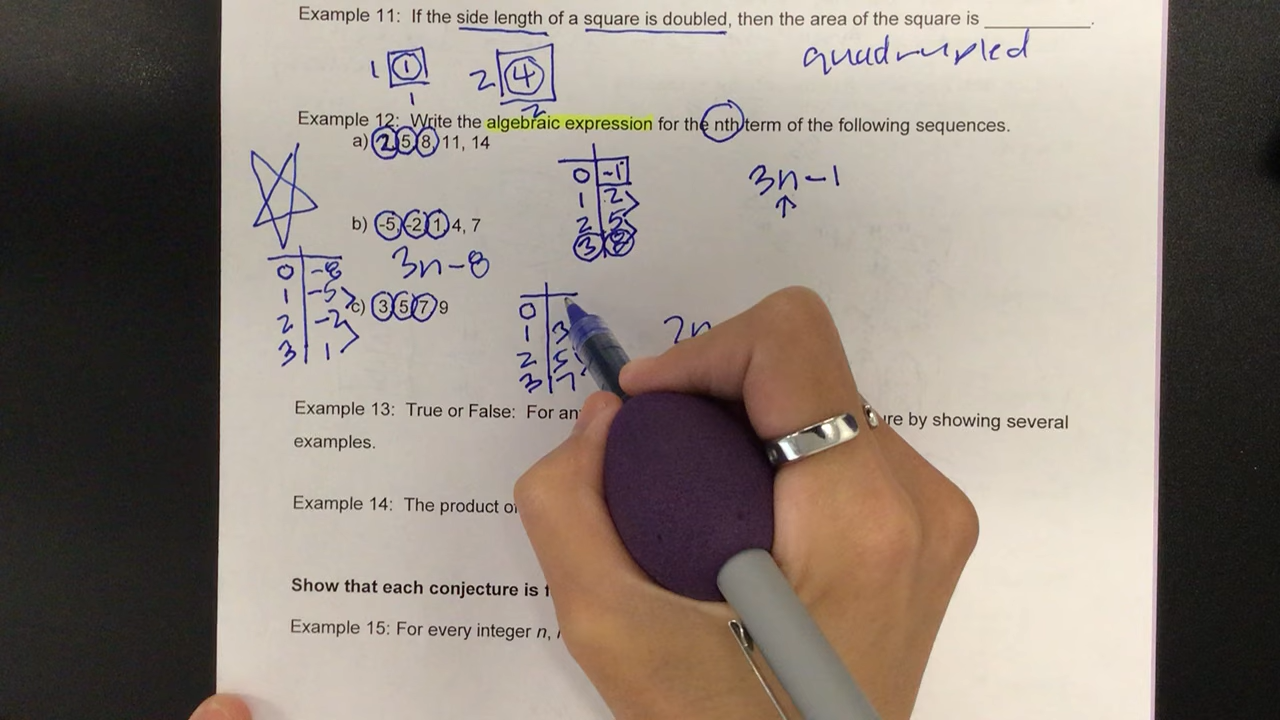 Example 11: If the side length of a square is doubled, then the area of the square is __________.
quadrupled
1 1 2 4
1
2
Example 12: Write the algebraic expression for the nth term of the following sequences.
a) 2, 5, 8, 11, 14
0 -1
1 2
2 5
3 8
3n-1
b) -5, -2, 1, 4, 7
3n-8
0 -8
1 -5
2 -2
3 1
c) 3, 5, 7, 9
0
1 3
2 5
3 7
2n
Example 13: True or False: For an
by showing several
examples.
Example 14: The product
Show that each conjecture is
Example 15: For every integer n,